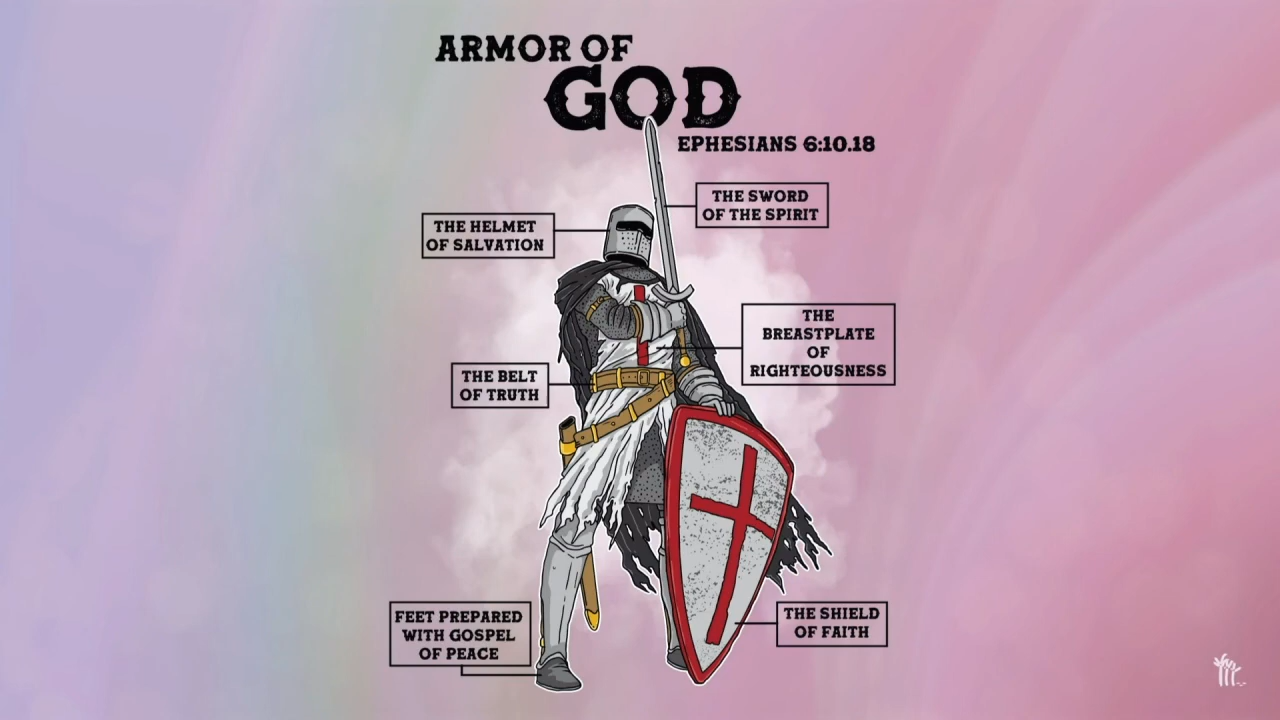 ARMOR OF
GOD
EPHESIANS 6:10.18
THE SWORD
OF THE SPIRIT
THE HELMET
OF SALVATION
THE
BREASTPLATE
OF
RIGHTEOUSNESS
THE BELT
OF TRUTH
FEET PREPARED
WITH GOSPEL
OF PEACE
THE SHIELD
OF FAITH